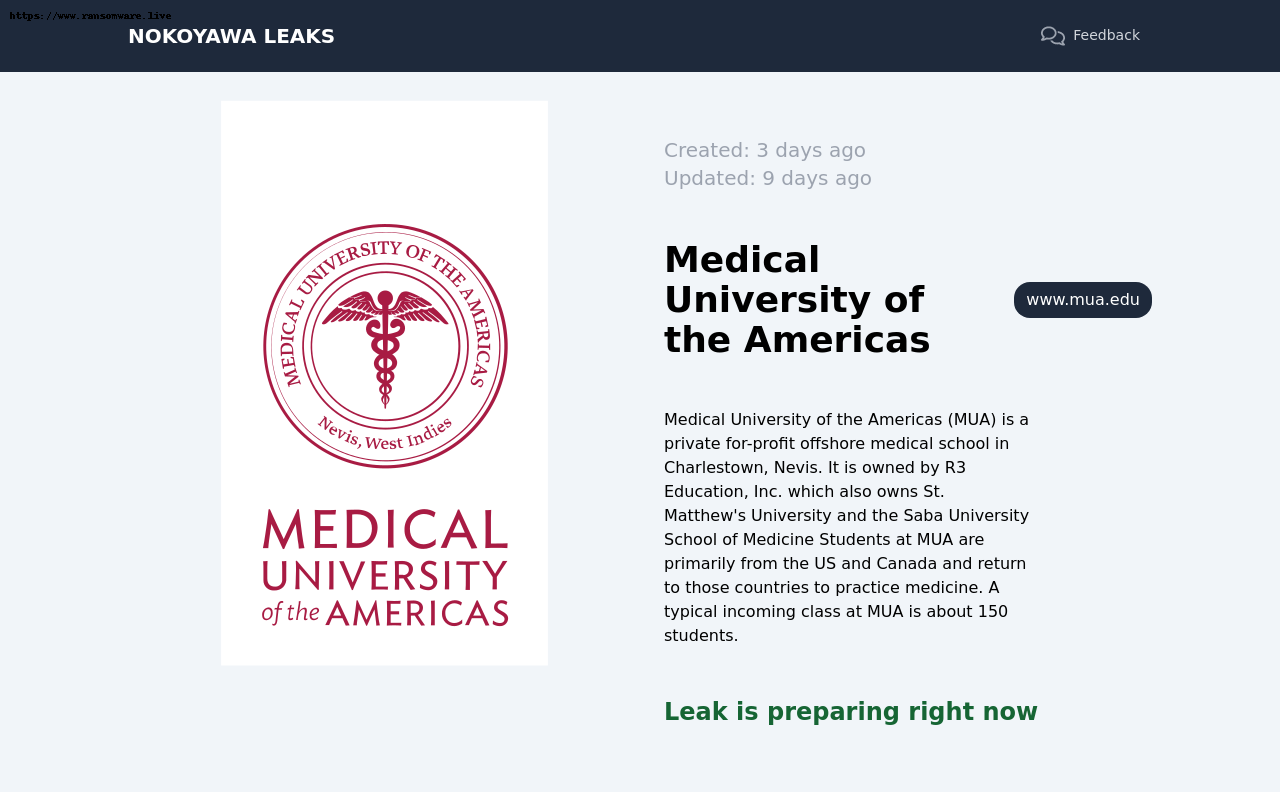 https://www.ransomware.live
NOKOYAWA LEAKS
Feedback
MEDICAL UNIVERSITY OF THE AMERICAS
Nevis, West Indies
MEDICAL
UNIVERSITY
of the AMERICAS
Created: 3 days ago
Updated: 9 days ago
Medical
University of
the Americas
www.mua.edu
Medical University of the Americas (MUA) is a
private for-profit offshore medical school in
Charlestown, Nevis. It is owned by R3
Education, Inc. which also owns St.
Matthew's University and the Saba University
School of Medicine Students at MUA are
primarily from the US and Canada and return
to those countries to practice medicine. A
typical incoming class at MUA is about 150
students.
Leak is preparing right now